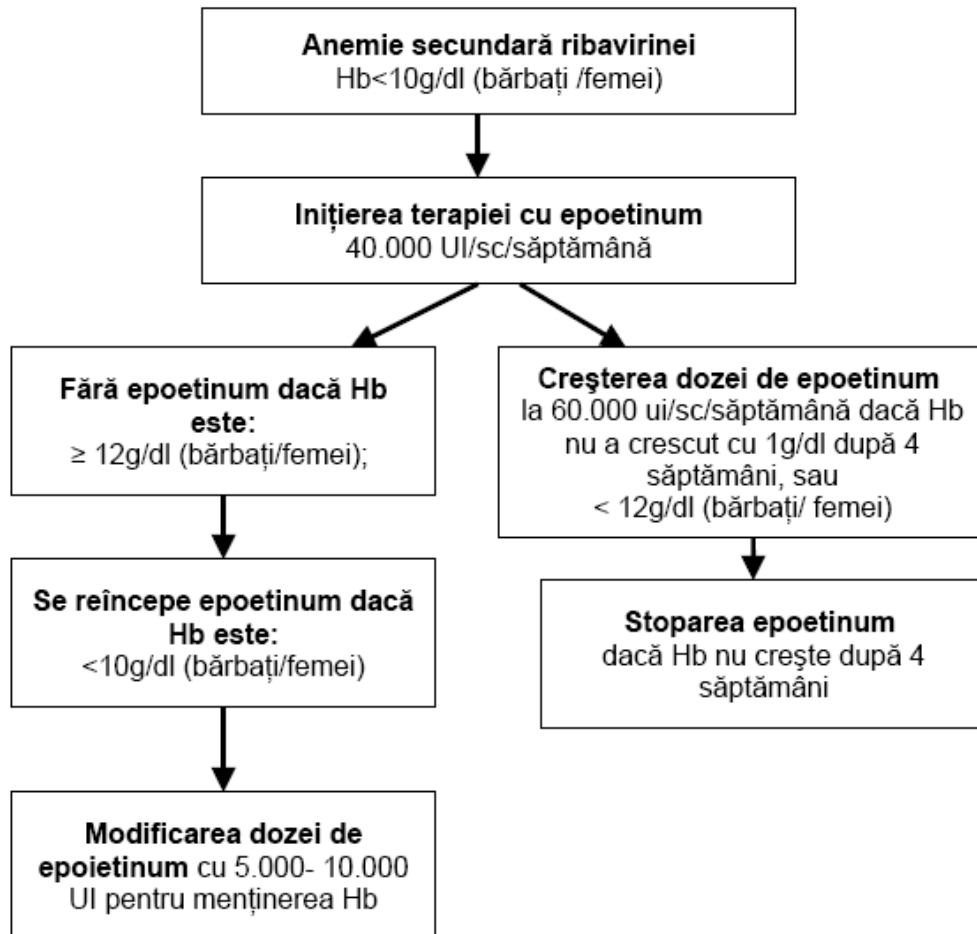 Anemie secundară ribavirinei
Hb<10g/dl (bărbați /femei)
Inițierea terapiei cu epoetinum
40.000 UI/sc/săptămână
Fără epoetinum dacă Hb
este:
≥ 12g/dl (bărbați/femei);
Creşterea dozei de epoetinum
la 60.000 ui/sc/săptămână dacă Hb
nu a crescut cu 1g/dl după 4
săptămâni, sau
< 12g/dl (bărbați/ femei)
Se reîncepe epoetinum dacă
Hb este:
<10g/dl (bărbați/femei)
Stoparea epoetinum
dacă Hb nu creşte după 4
săptămâni
Modificarea dozei de
epoietinum cu 5.000- 10.000
UI pentru menținerea Hb